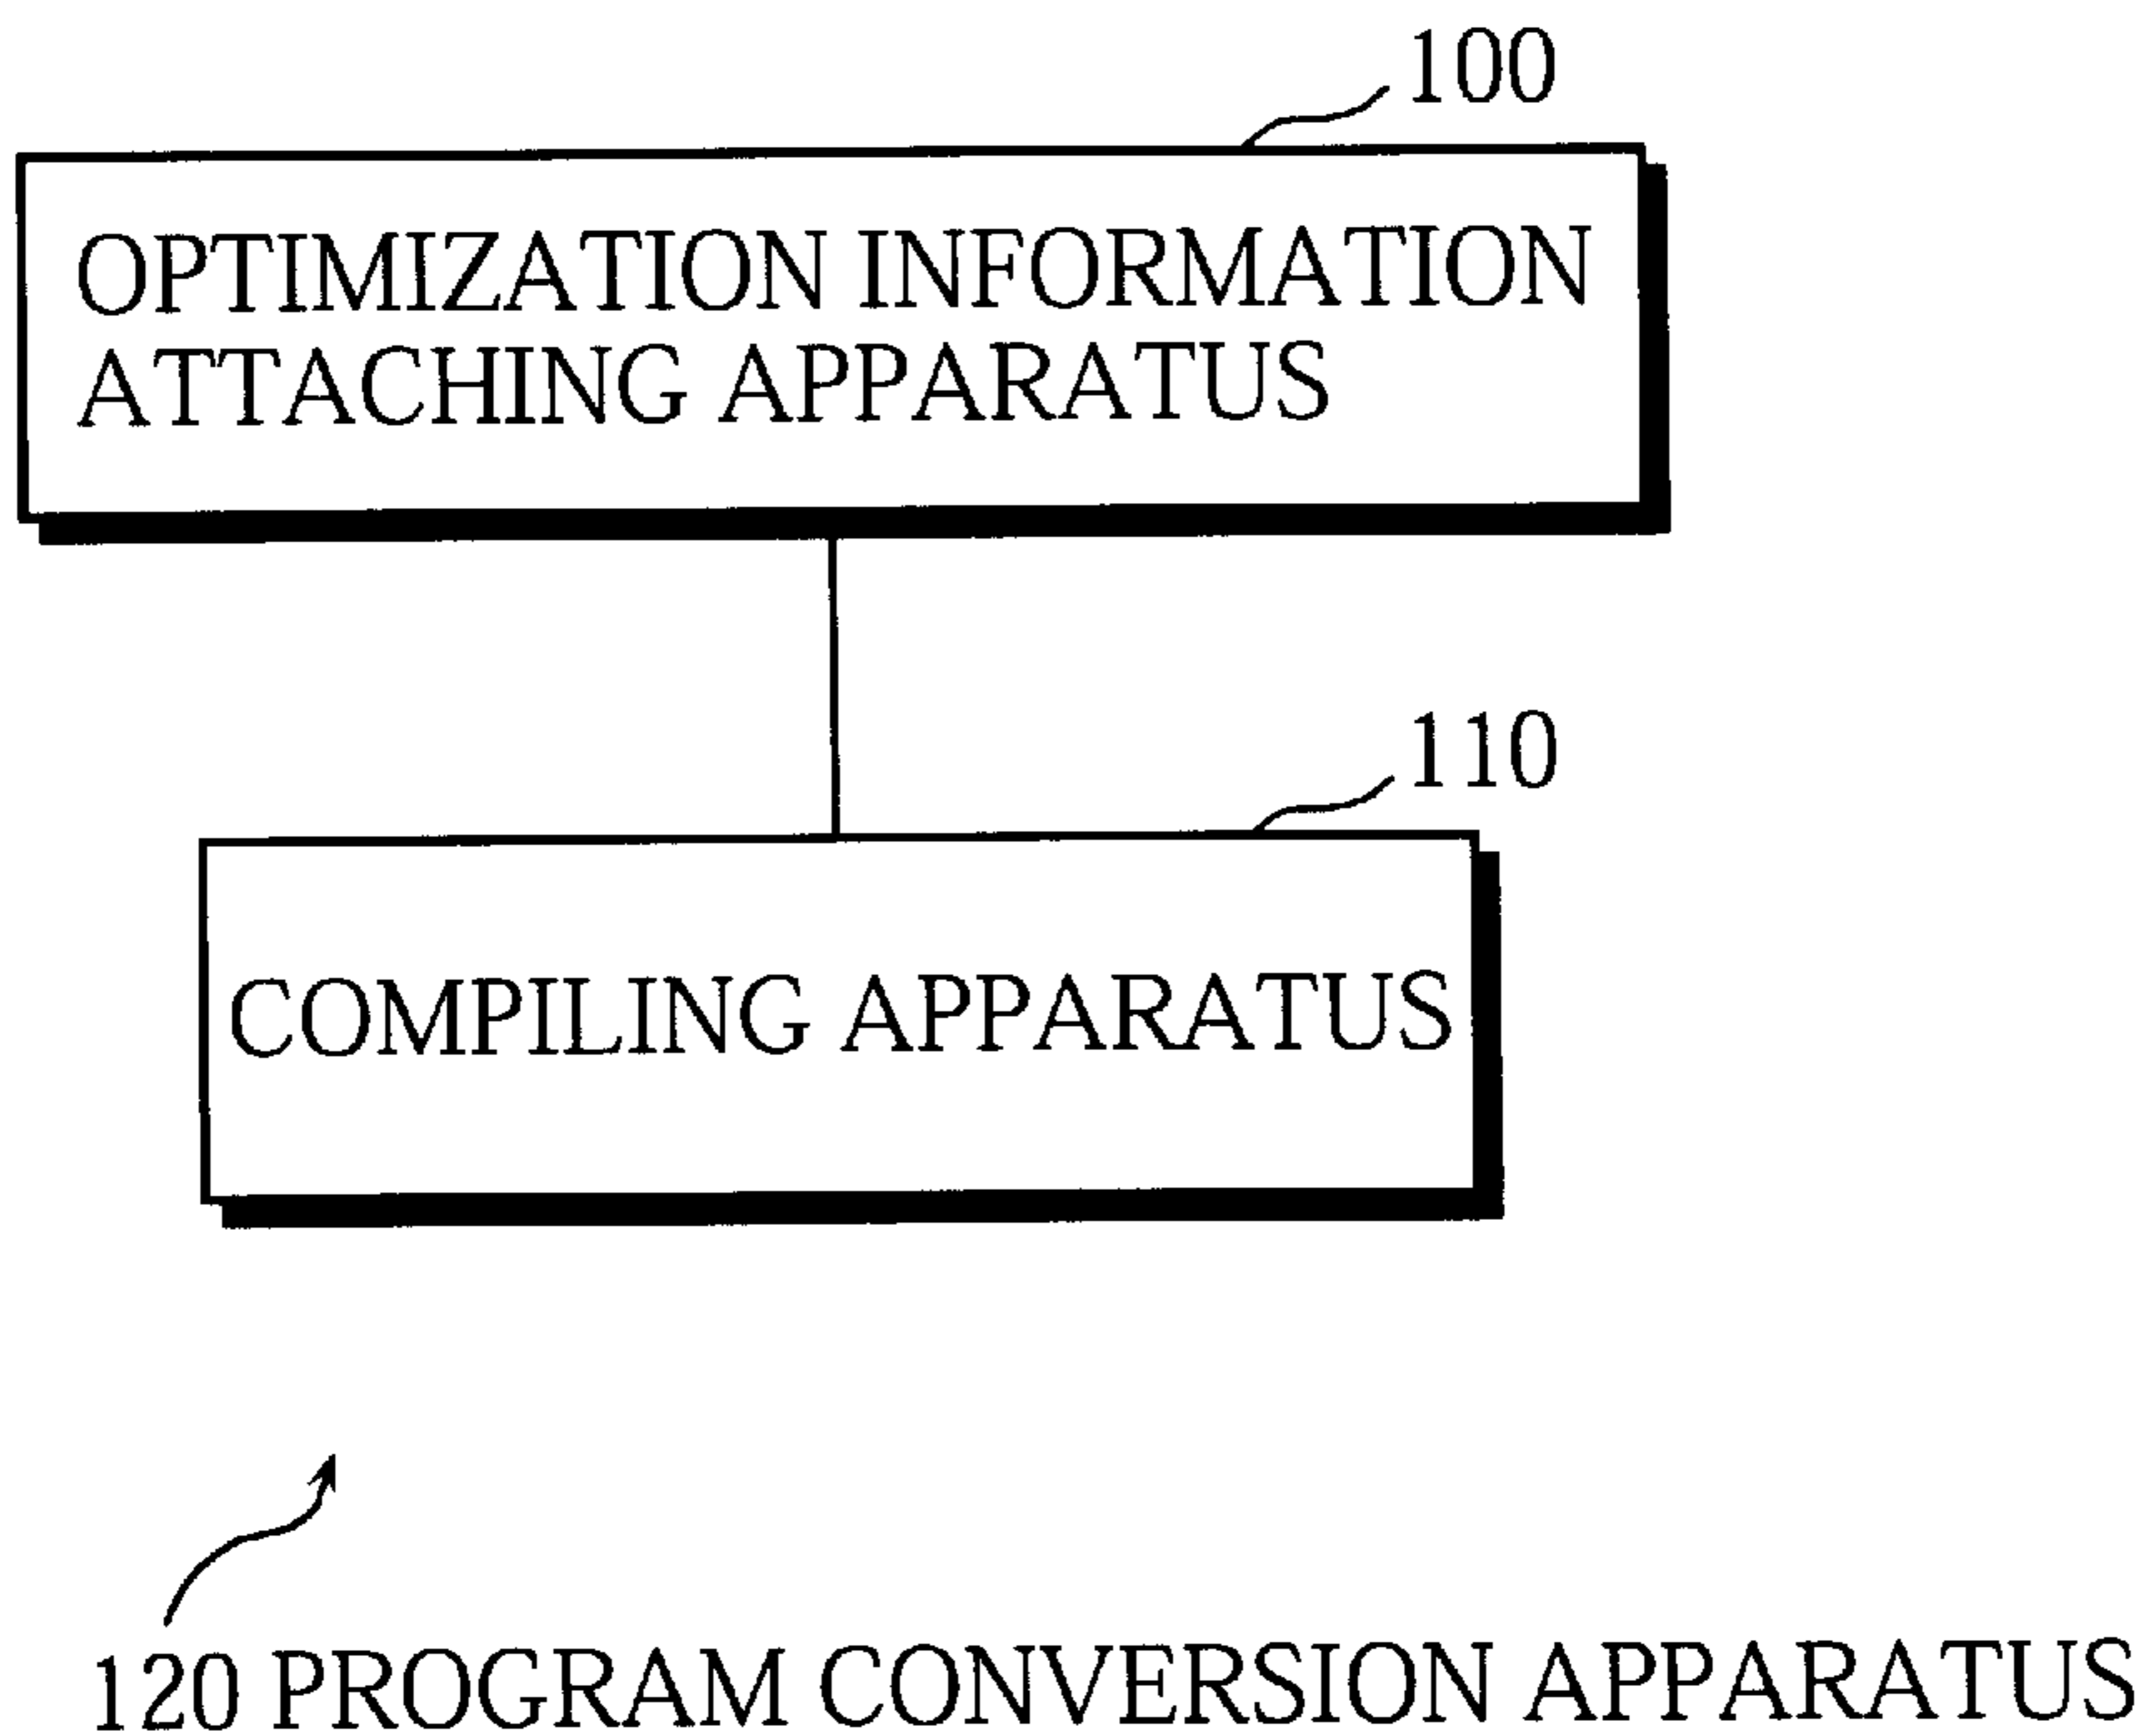 100
OPTIMIZATION INFORMATION
ATTACHING APPARATUS
110
COMPILING APPARATUS
120 PROGRAM CONVERSION APPARATUS